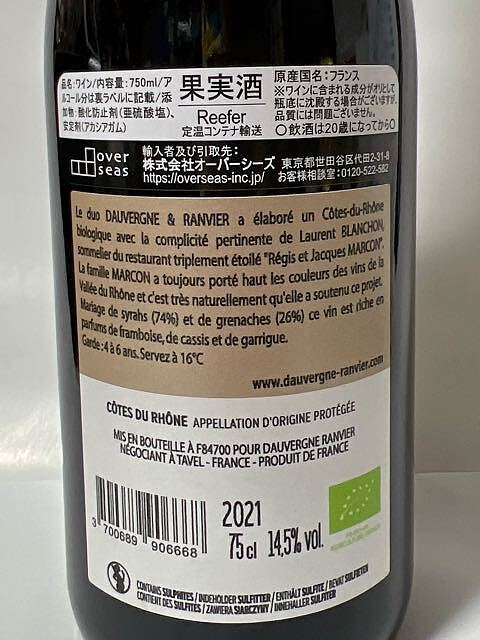 品名:ワイン/内容量:750ml/ア
ルコール分は裏ラベルに記載/添
加物:酸化防止剤(亜硫酸塩)、
安定剤(アカシアガム)
果実酒
Reefer
定温コンテナ輸送
原産国名:フランス
※ワインに含まれる成分がオリとして
瓶底に沈殿する場合がございますが、
品質には問題ございません。
○飲酒は20歳になってから○
over
seas
輸入者及び引取先:
株式会社オーバーシーズ 東京都世田谷区代田2-31-8
https://overseas-inc.jp/ お客様相談室:0120-522-582
Le duo DAUVERGNE & RANVIER a élaboré un Côtes-du-Rhône
biologique avec la complicité pertinente de Laurent BLANCHON,
sommelier du restaurant triplement étoilé "Régis et Jacques MARCON".
La famille MARCON a toujours porté haut les couleurs des vins de la
Vallée du Rhône et c'est très naturellement qu'elle a soutenu ce projet.
Mariage de syrahs (74%) et de grenaches (26%) ce vin est riche en
parfums de framboise, de cassis et de garrigue.
Garde : 4 à 6 ans. Servez à 16°C
www.dauvergne-ranvier.com
CÔTES DU RHÔNE APPELLATION D'ORIGINE PROTÉGÉE
MIS EN BOUTEILLE À F84700 POUR DAUVERGNE RANVIER
NÉGOCIANT À TAVEL - FRANCE - PRODUIT DE FRANCE
3 700689 906668
2021
75 cl 14,5% vol.
CONTAINS SULPHITES / INDEHOLDER SULFITTER / ENTHÄLT SULFITE / BEVAT SULFIETEN
CONTIENT DES SULFITES / ZAWIERA SIARCZYNY / INNEHALLER SULFITER